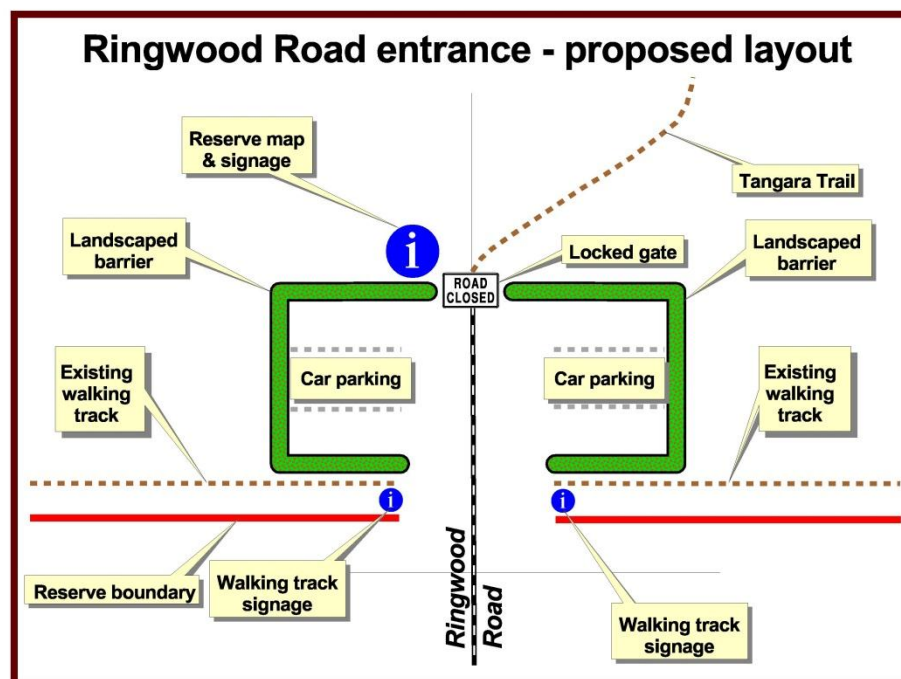 Ringwood Road entrance - proposed layout
Reserve map
& signage
Tangara Trail
Landscaped
barrier
i
Locked gate
Landscaped
barrier
ROAD
CLOSED
Existing
walking
track
Car parking
Car parking
Existing
walking
track
i
i
Reserve boundary
Walking track
signage
Ringwood
Road
Walking track
signage